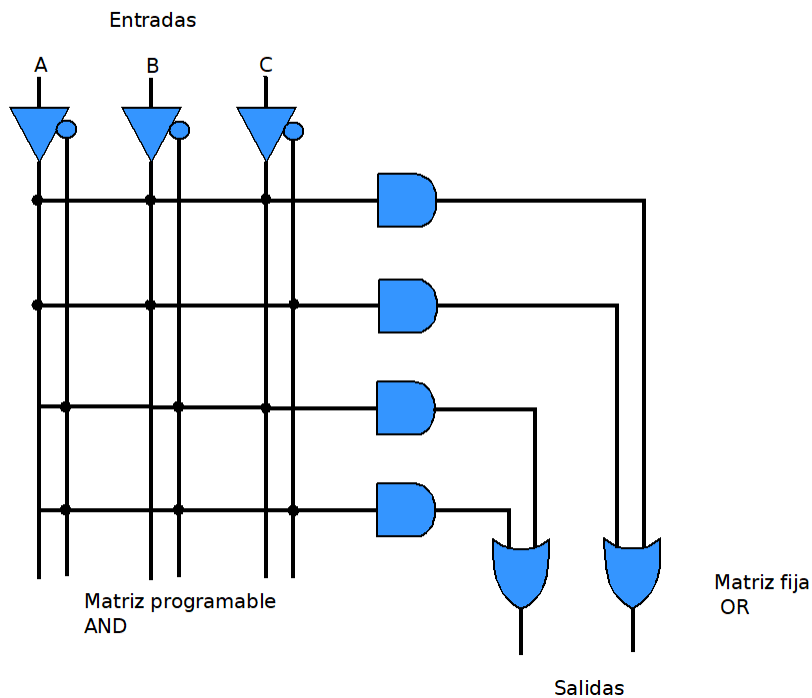 Entradas
A
B
C
Matriz programable
AND
Matriz fija
OR
Salidas